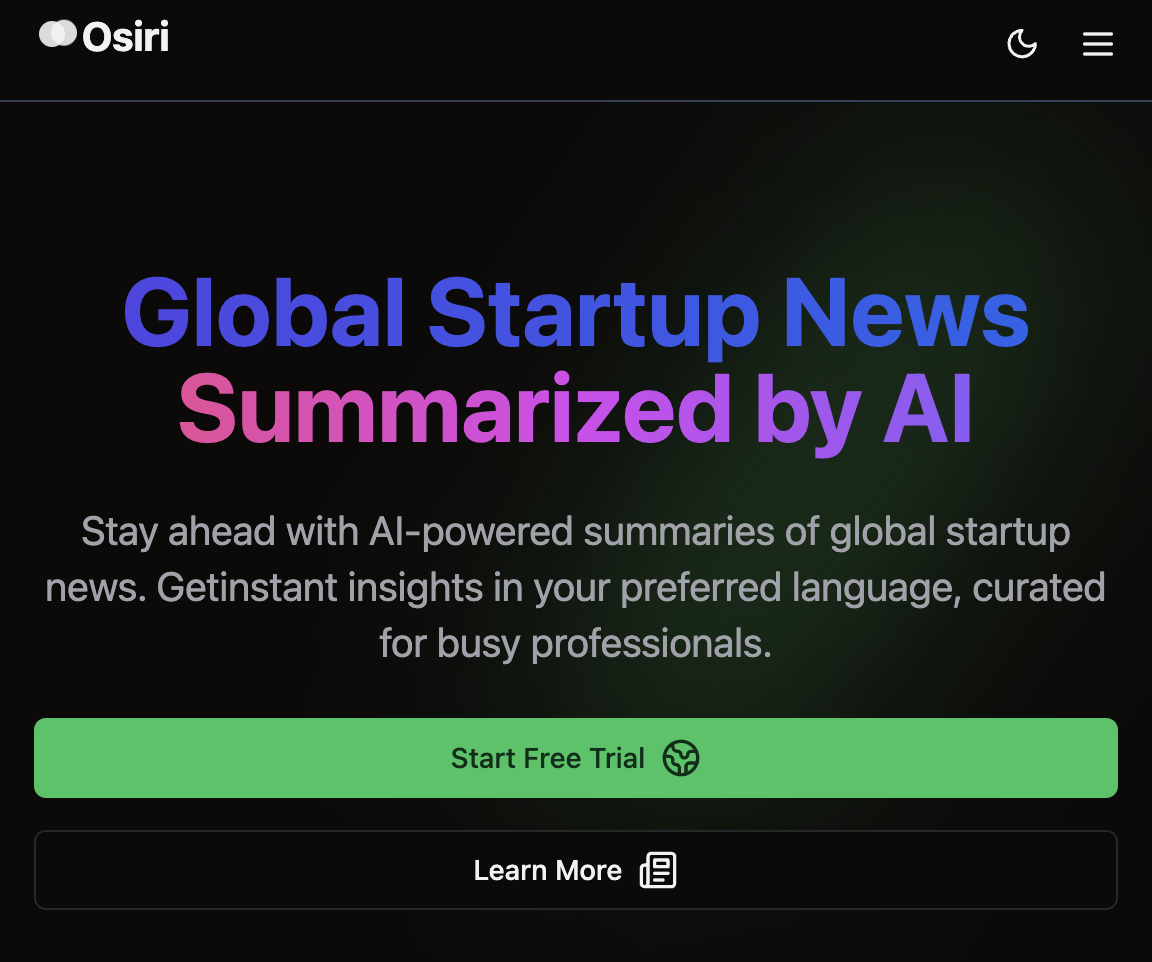 Osiri
Global Startup News
Summarized by AI
Stay ahead with AI-powered summaries of global startup
news. Getinstant insights in your preferred language, curated
for busy professionals.
Start Free Trial
Learn More